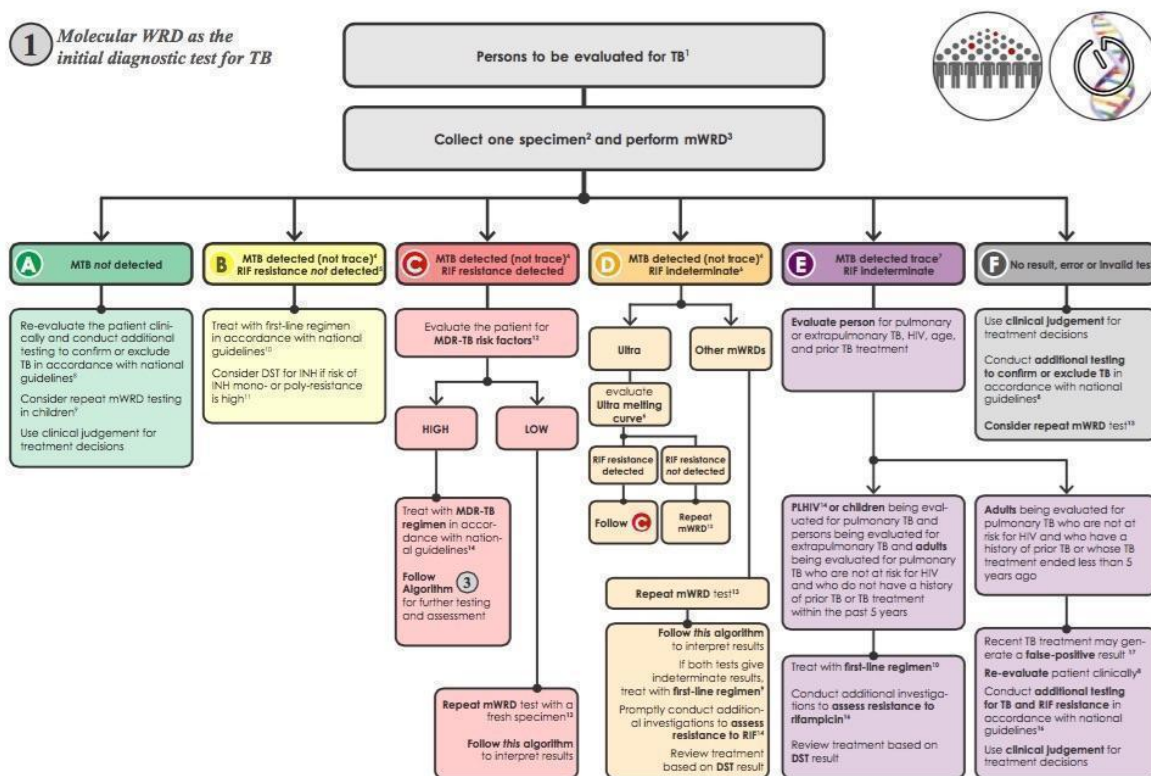 1
Molecular WRD as the
initial diagnostic test for TB
Persons to be evaluated for TB¹
Collect one specimen² and perform mWRD³
A
MTB not detected
Re-evaluate the patient clini-
cally and conduct additional
testing to confirm or exclude
TB in accordance with national
guidelines⁸
Consider repeat mWRD testing
in children⁹
Use clinical judgement for
treatment decisions
B
MTB detected (not trace)⁴
RIF resistance not detected⁵
Treat with first-line regimen
in accordance with national
guidelines¹⁰
Consider DST for INH if risk of
INH mono- or poly-resistance
is high¹¹
C
MTB detected (not trace)⁴
RIF resistance detected
Evaluate the patient for
MDR-TB risk factors¹²
HIGH
LOW
Treat with MDR-TB
regimen in accor-
dance with nation-
al guidelines¹⁴
Follow
Algorithm 3
for further testing
and assessment
Repeat mWRD test with a
fresh specimen¹³
Follow this algorithm
to interpret results
D
MTB detected (not trace)⁴
RIF indeterminate⁶
Ultra
Other mWRDs
evaluate
Ultra melting
curve⁶
RIF resistance
detected
RIF resistance
not detected
Follow C
Repeat
mWRD¹³
Repeat mWRD test¹³
Follow this algorithm
to interpret results
If both tests give
indeterminate results,
treat with first-line regimen⁹
Promptly conduct addition-
al investigations to assess
resistance to RIF¹⁴
Review treatment
based on DST result
E
MTB detected trace⁷
RIF indeterminate
Evaluate person for pulmonary
or extrapulmonary TB, HIV, age,
and prior TB treatment
PLHIV¹⁴ or children being eval-
uated for pulmonary TB and
persons being evaluated for
extrapulmonary TB and adults
being evaluated for pulmonary
TB who are not at risk for HIV
and who do not have a history
of prior TB or TB treatment
within the past 5 years
Treat with first-line regimen¹⁰
Conduct additional investiga-
tions to assess resistance to
rifampicin¹⁶
Review treatment based on
DST result
Adults being evaluated for
pulmonary TB who are not at
risk for HIV and who have a
history of prior TB or whose TB
treatment ended less than 5
years ago
Recent TB treatment may gen-
erate a false-positive result ¹⁷
Re-evaluate patient clinically⁸
Conduct additional testing
for TB and RIF resistance in
accordance with national
guidelines¹⁶
Use clinical judgement for
treatment decisions
F
No result, error or invalid test
Use clinical judgement for
treatment decisions
Conduct additional testing
to confirm or exclude TB in
accordance with national
guidelines⁸
Consider repeat mWRD test¹³